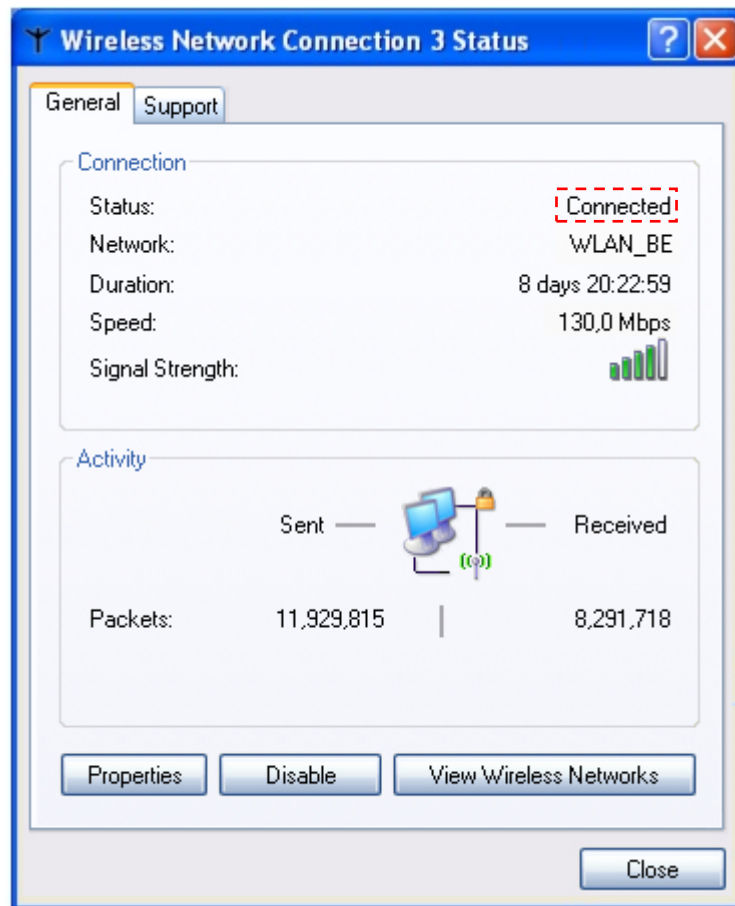 Wireless Network Connection 3 Status
General Support
Connection
Status: Connected
Network: WLAN_BE
Duration: 8 days 20:22:59
Speed: 130,0 Mbps
Signal Strength:
Activity
Sent Received
Packets: 11,929,815 8,291,718
Properties Disable View Wireless Networks
Close